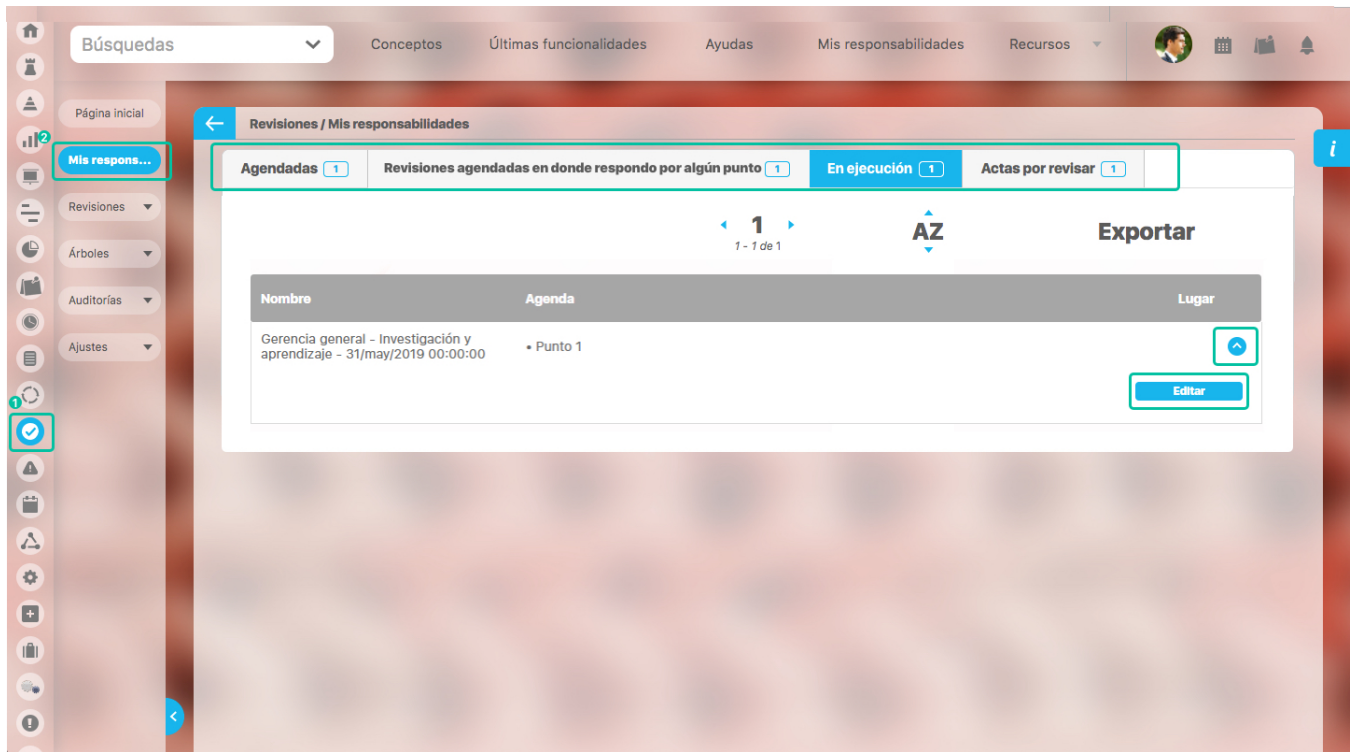 Búsquedas
Conceptos
Últimas funcionalidades
Ayudas
Mis responsabilidades
Recursos
2
1
Página inicial
Mis respons...
Revisiones
Árboles
Auditorías
Ajustes
Revisiones / Mis responsabilidades
i
Agendadas 1
Revisiones agendadas en donde respondo por algún punto 1
En ejecución 1
Actas por revisar 1
1
1 - 1 de 1
AZ
Exportar
Nombre
Agenda
Lugar
Gerencia general - Investigación y
aprendizaje - 31/may/2019 00:00:00
• Punto 1
Editar